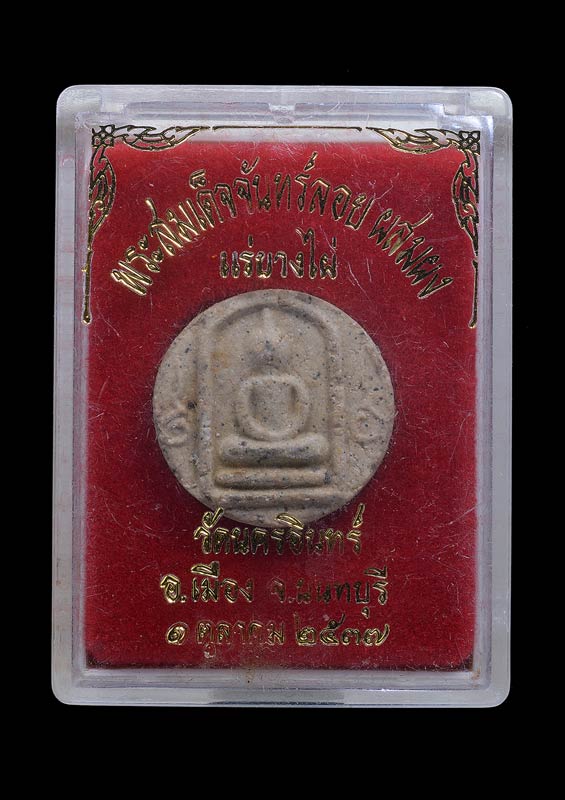 พระสมเด็จจันทร์ลอย ผสมผง
แร่บางไผ่
วัดนครอินทร์
อ.เมือง จ.นนทบุรี
๑ ตุลาคม ๒๕๓๗